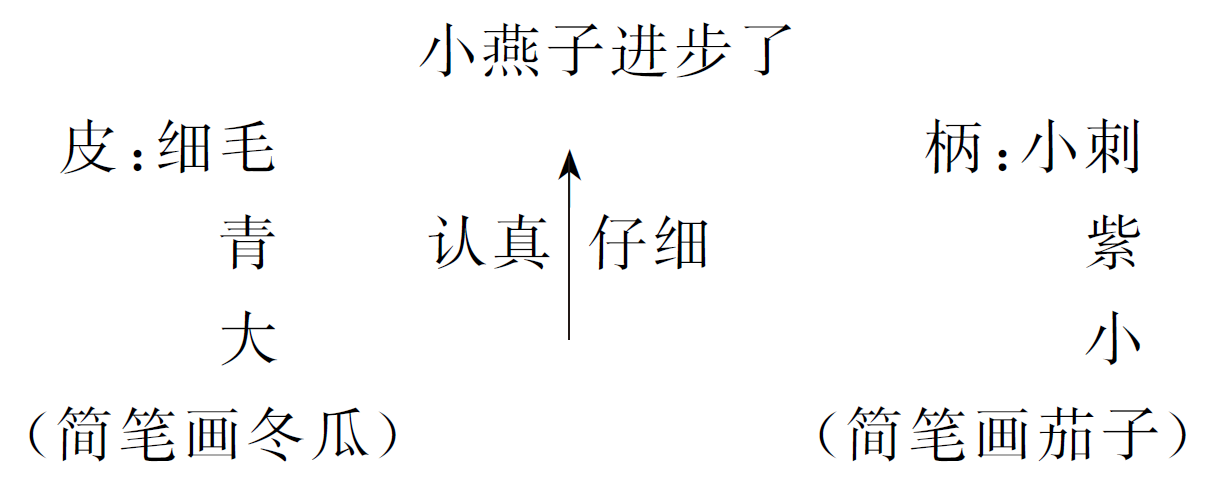 小燕子进步了
皮：细毛 柄：小刺
青 认真 仔细 紫
大 小
（简笔画冬瓜） （简笔画茄子）